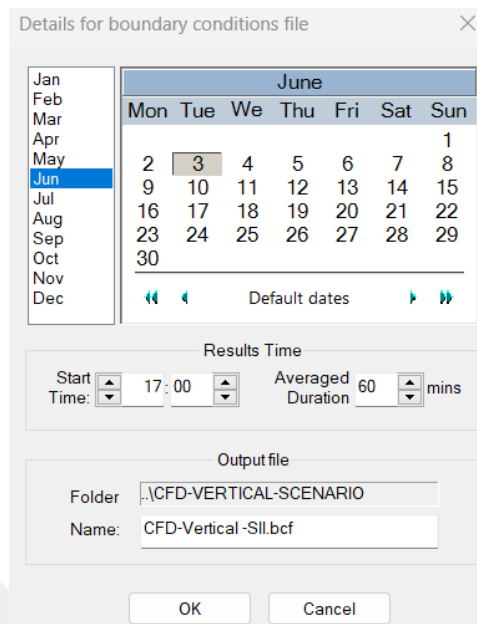 Details for boundary conditions file
Jan
Feb
Mar
Apr
May
Jun
Jul
Aug
Sep
Oct
Nov
Dec
June
Mon Tue We Thu Fri Sat Sun
1
2 3 4 5 6 7 8
9 10 11 12 13 14 15
16 17 18 19 20 21 22
23 24 25 26 27 28 29
30
Default dates
Results Time
Start Time: 17 : 00
Averaged Duration 60 mins
Output file
Folder ..\CFD-VERTICAL-SCENARIO
Name: CFD-Vertical -SII.bcf
OK Cancel